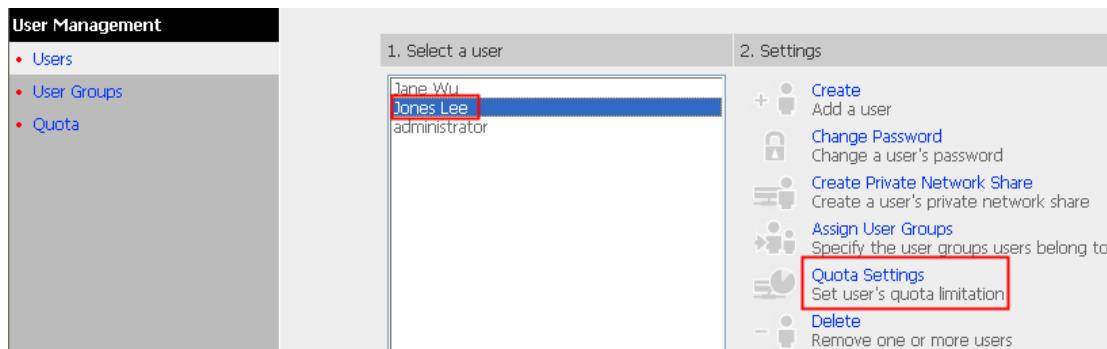 User Management
Users
User Groups
Quota
1. Select a user
Jane Wu
Jones Lee
administrator
2. Settings
Create
Add a user
Change Password
Change a user's password
Create Private Network Share
Create a user's private network share
Assign User Groups
Specify the user groups users belong to
Quota Settings
Set user's quota limitation
Delete
Remove one or more users